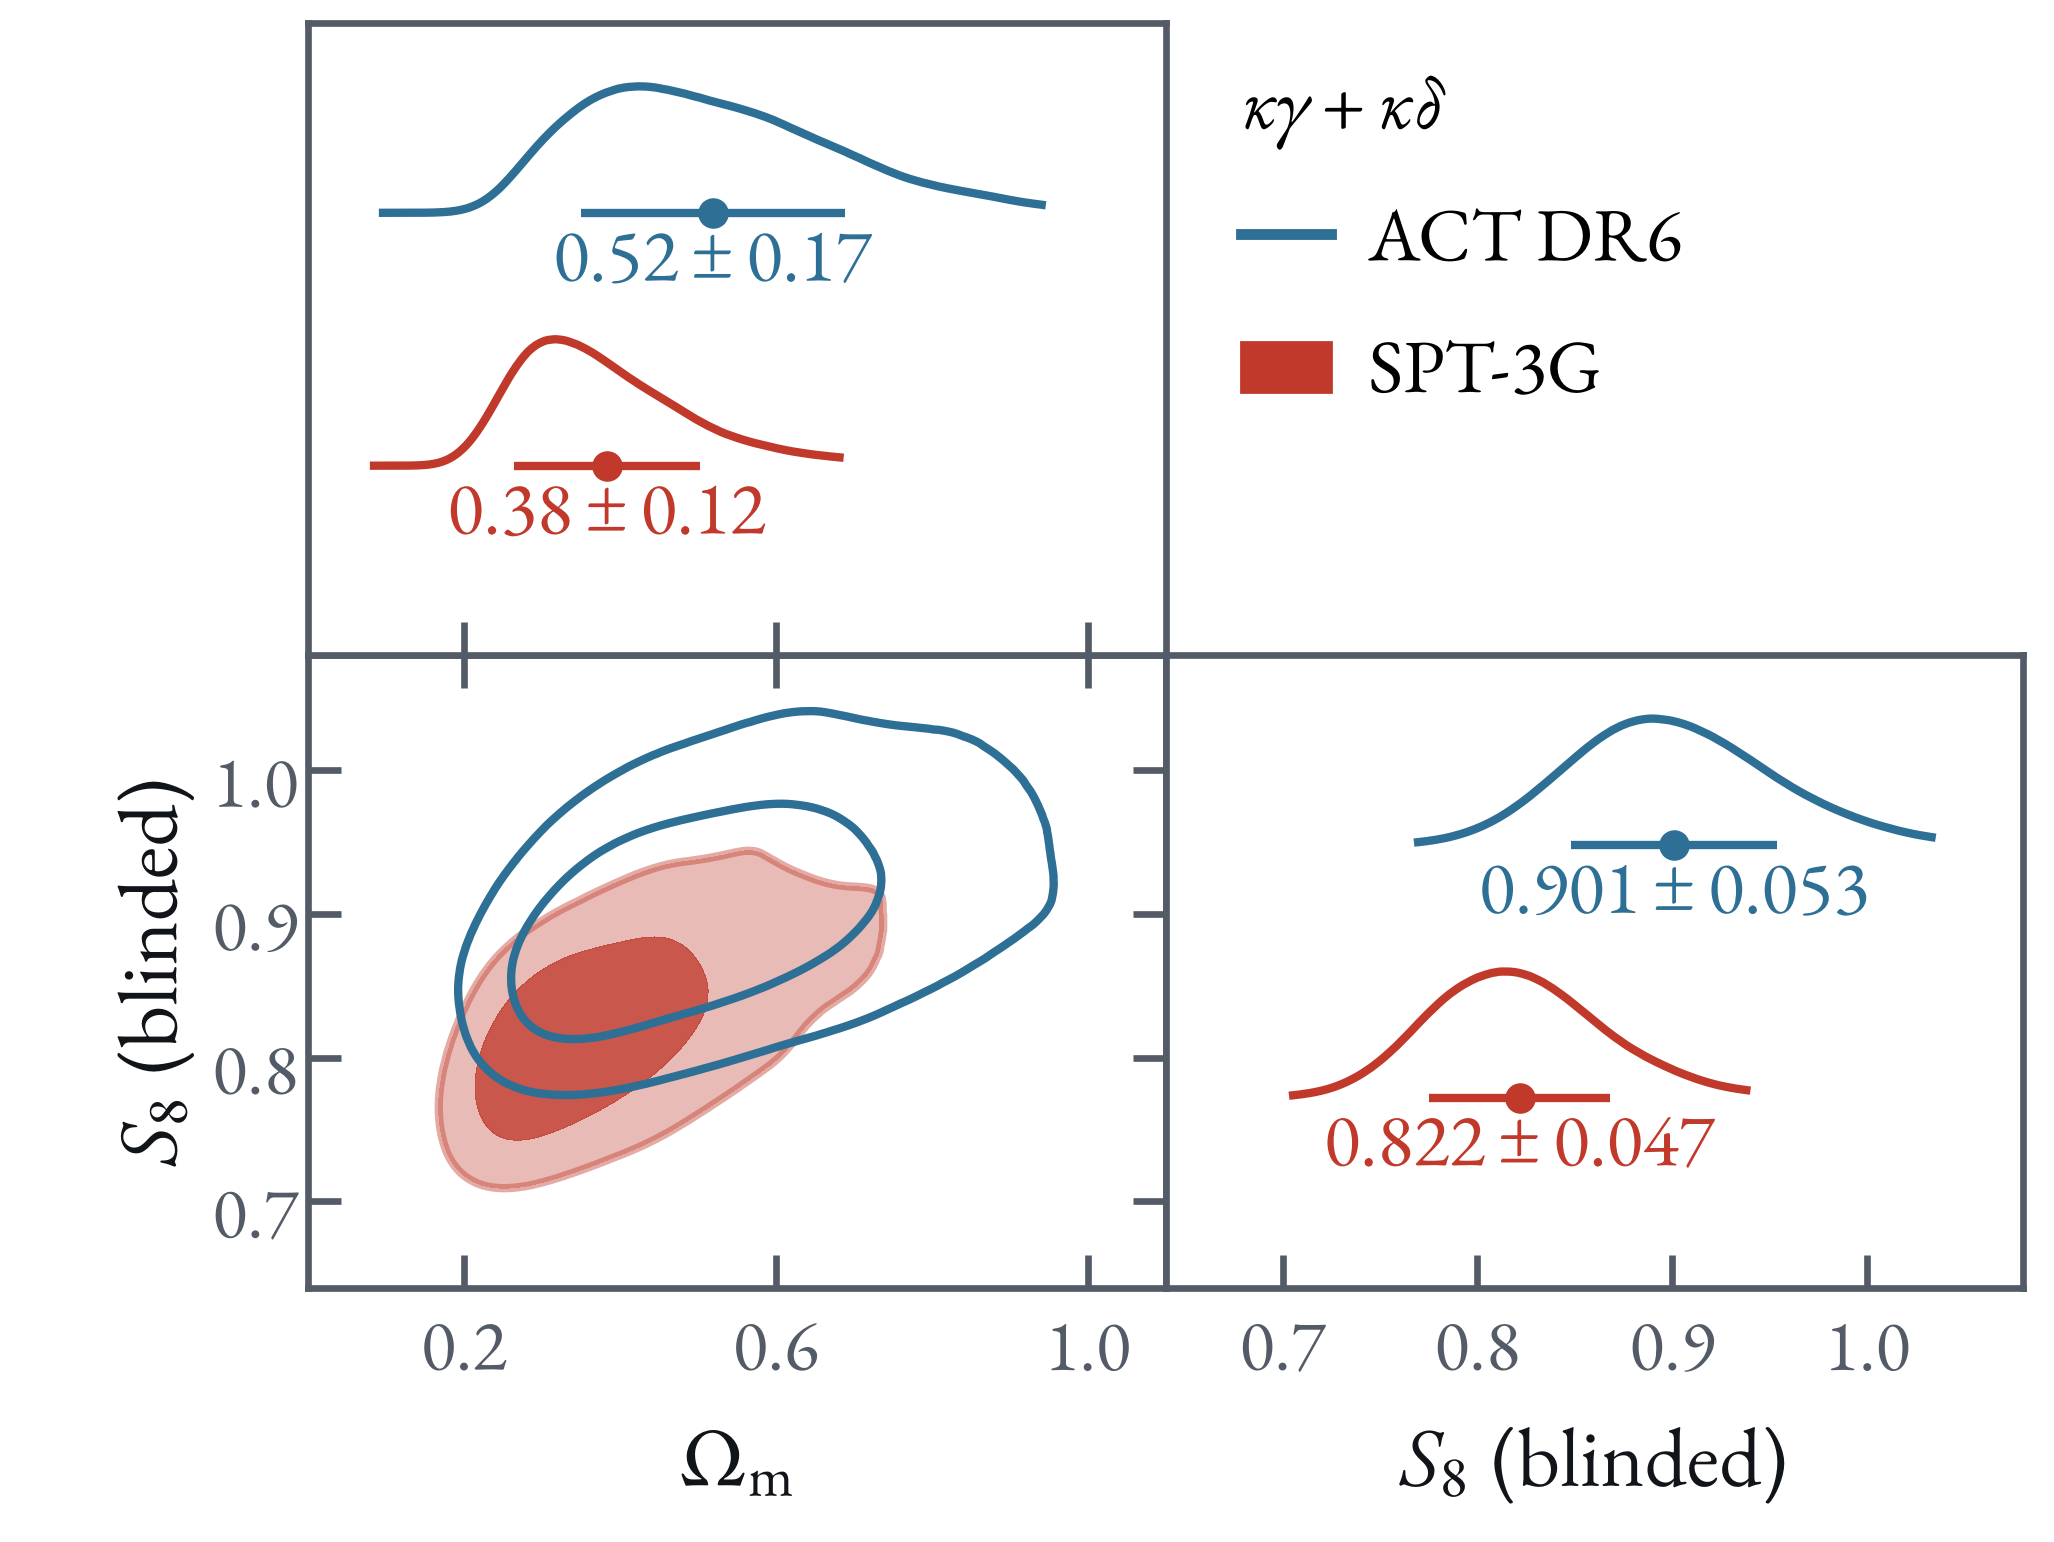 κγ + κδ
ACT DR6
SPT-3G
0.52 ± 0.17
0.38 ± 0.12
S₈ (blinded)
1.0
0.9
0.8
0.7
0.901 ± 0.053
0.822 ± 0.047
0.2 0.6 1.0 0.7 0.8 0.9 1.0
Ωₘ S₈ (blinded)